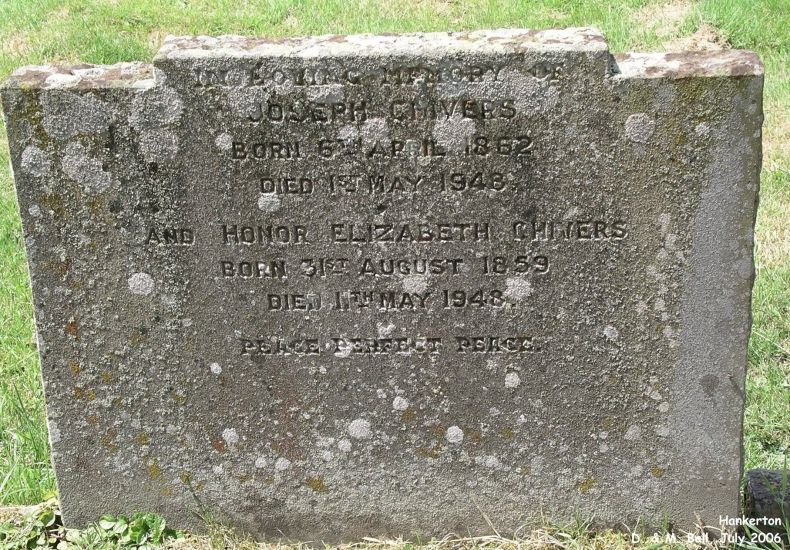 IN LOVING MEMORY OF
JOSEPH CHIVERS
BORN 6TH APRIL 1862
DIED 1ST MAY 1948.
AND HONOR ELIZABETH CHIVERS
BORN 31ST AUGUST 1859
DIED 11TH MAY 1948.
PEACE PERFECT PEACE.
Hankerton
D. & M. Ball, July 2006